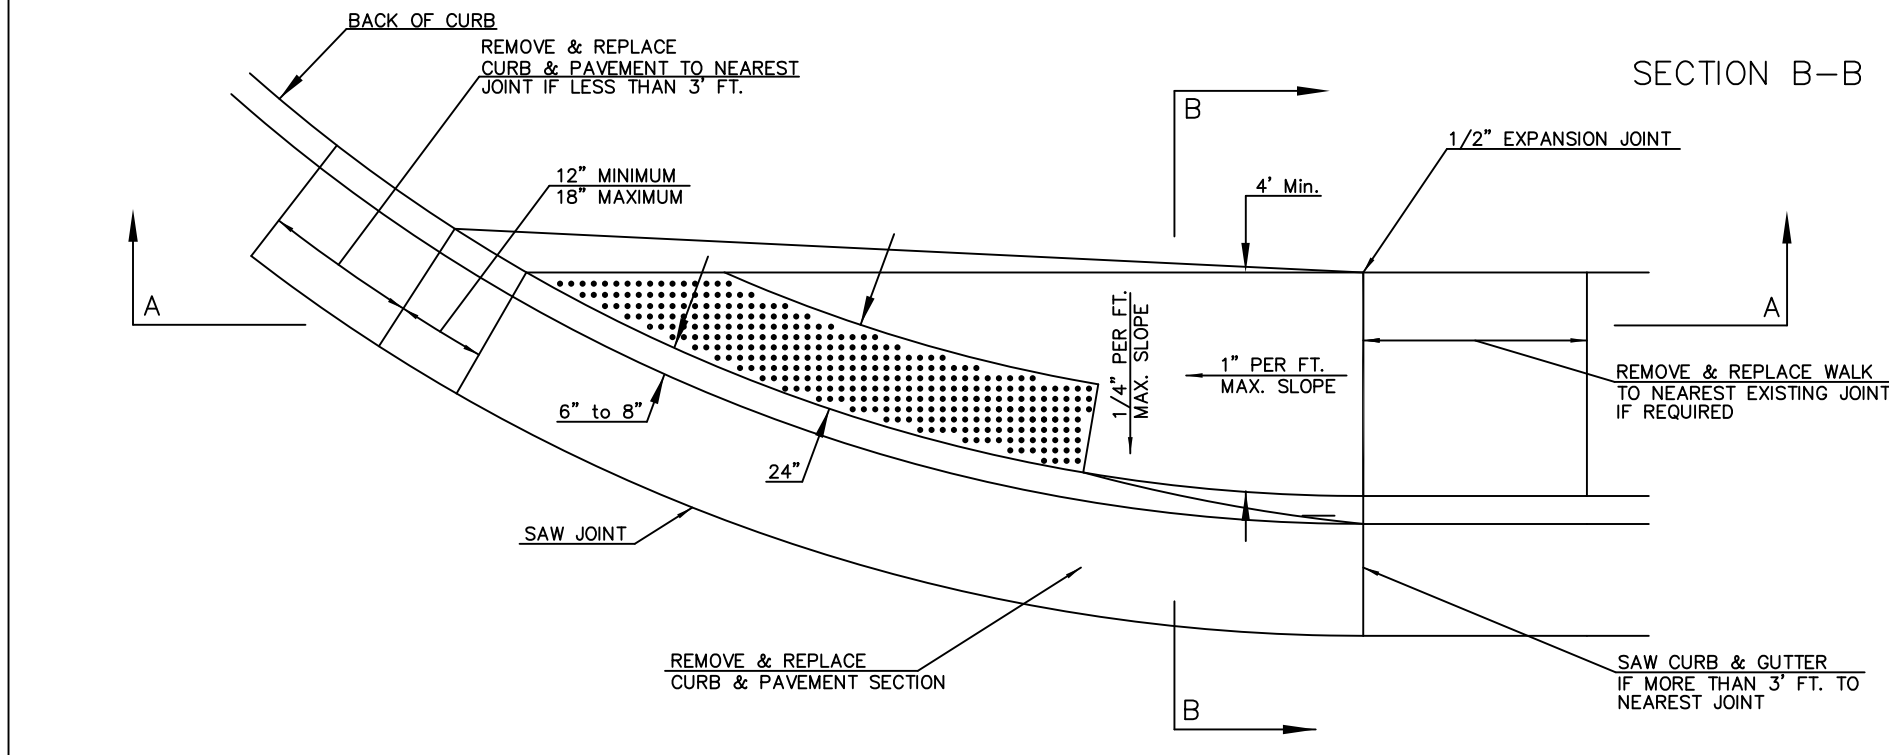 BACK OF CURB
REMOVE & REPLACE
CURB & PAVEMENT TO NEAREST
JOINT IF LESS THAN 3' FT.
SECTION B-B
B
1/2" EXPANSION JOINT
12" MINIMUM
18" MAXIMUM
4' Min.
A
A
1/4" PER FT.
MAX. SLOPE
1" PER FT.
MAX. SLOPE
REMOVE & REPLACE WALK
TO NEAREST EXISTING JOINT
IF REQUIRED
6" to 8"
24"
SAW JOINT
REMOVE & REPLACE
CURB & PAVEMENT SECTION
SAW CURB & GUTTER
IF MORE THAN 3' FT. TO
NEAREST JOINT
B